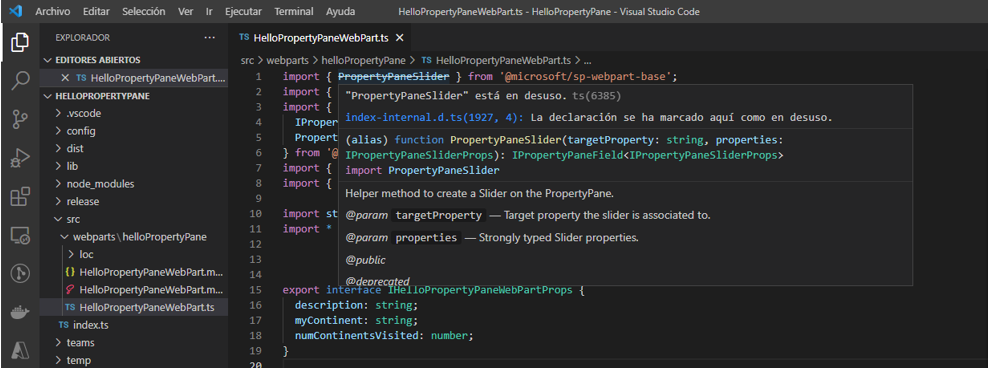 Archivo Editar Selección Ver Ir Ejecutar Terminal Ayuda HelloPropertyPaneWebPart.ts - HelloPropertyPane - Visual Studio Code
EXPLORADOR
EDITORES ABIERTOS
TS HelloPropertyPaneWebPart....
HELLOPROPERTYPANE
.vscode
config
dist
lib
node_modules
release
src
webparts\helloPropertyPane
loc
{} HelloPropertyPaneWebPart.m...
HelloPropertyPaneWebPart.m...
TS HelloPropertyPaneWebPart.ts
TS index.ts
teams
temp
TS HelloPropertyPaneWebPart.ts
src > webparts > helloPropertyPane > TS HelloPropertyPaneWebPart.ts > ...
1 import { PropertyPaneSlider } from '@microsoft/sp-webpart-base';
2 import {
3 import {
4 IProp
5 Propert
6 } from '@
7 import {
8 import {
9
10 import st
11 import *
12
13
14
15 export interface IHelloPropertyPaneWebPartProps {
16 description: string;
17 myContinent: string;
18 numContinentsVisited: number;
19 }
20
"PropertyPaneSlider" está en desuso. ts(6385)
index-internal.d.ts(1927, 4): La declaración se ha marcado aquí como en desuso.
(alias) function PropertyPaneSlider(targetProperty: string, properties:
IPropertyPaneSliderProps): IPropertyPaneField<IPropertyPaneSliderProps>
import PropertyPaneSlider
Helper method to create a Slider on the PropertyPane.
@param targetProperty — Target property the slider is associated to.
@param properties — Strongly typed Slider properties.
@public
@deprecated